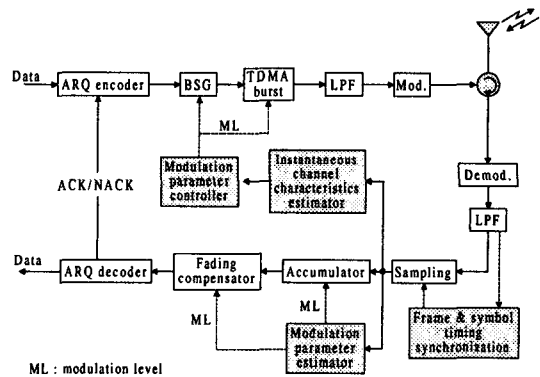 Data
ARQ encoder
BSG
TDMA
burst
LPF
Mod.
ML
Modulation
parameter
controller
Instantaneous
channel
characteristics
estimator
Demod.
LPF
ACK/NACK
Data
ARQ decoder
Fading
compensator
Accumulator
Sampling
ML
ML
Modulation
parameter
estimator
Frame & symbol
timing
synchronization
ML : modulation level